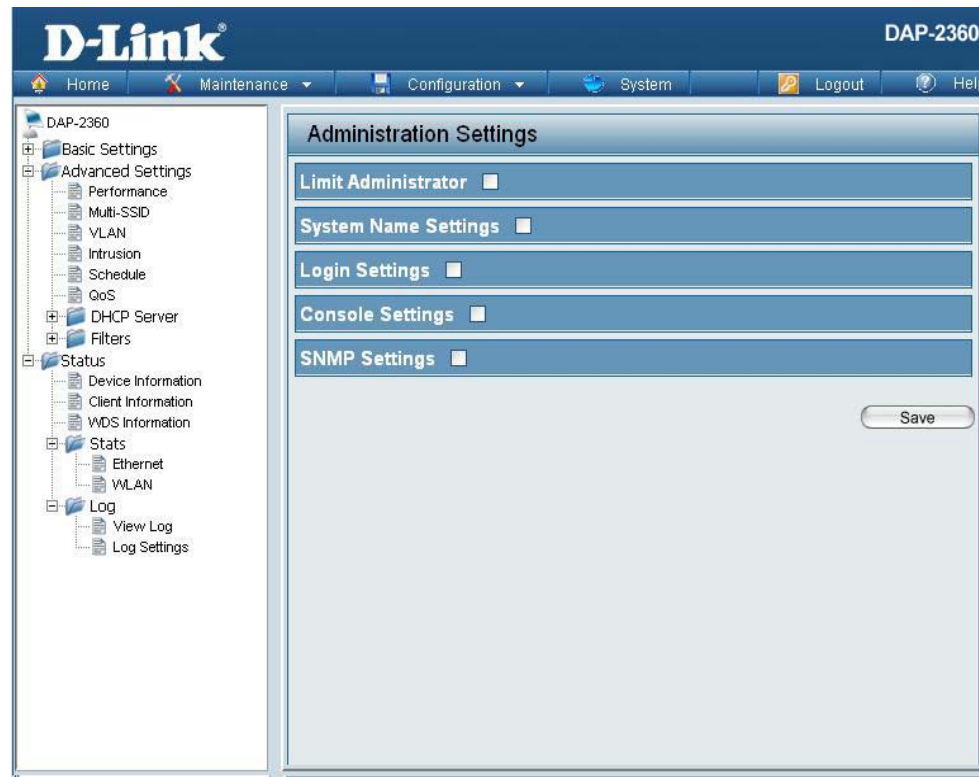 D-Link®
DAP-2360
Home Maintenance Configuration System Logout Hel
DAP-2360
Basic Settings
Advanced Settings
Performance
Multi-SSID
VLAN
Intrusion
Schedule
QoS
DHCP Server
Filters
Status
Device Information
Client Information
WDS Information
Stats
Ethernet
WLAN
Log
View Log
Log Settings
Administration Settings
Limit Administrator
System Name Settings
Login Settings
Console Settings
SNMP Settings
Save